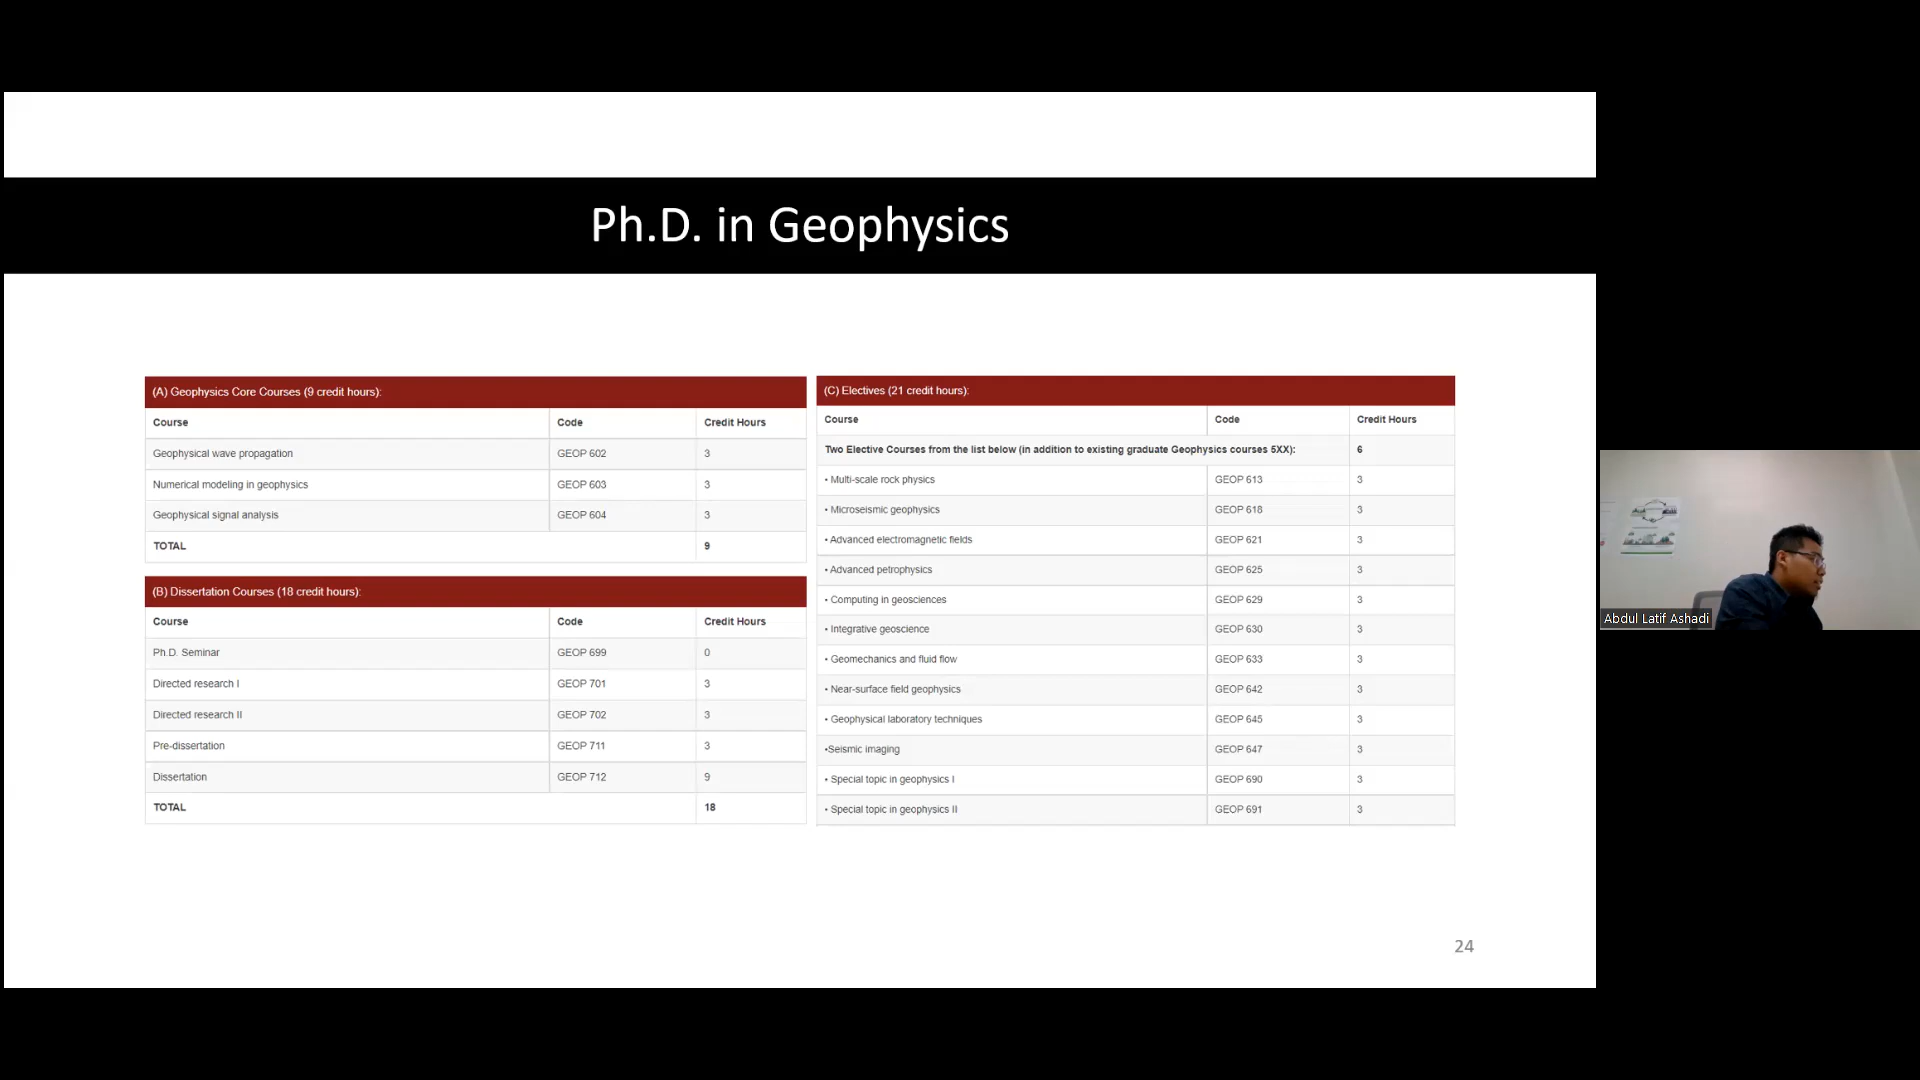 Ph.D. in Geophysics
(A) Geophysics Core Courses (9 credit hours):
Course Code Credit Hours
Geophysical wave propagation GEOP 602 3
Numerical modeling in geophysics GEOP 603 3
Geophysical signal analysis GEOP 604 3
TOTAL 9
(B) Dissertation Courses (18 credit hours):
Course Code Credit Hours
Ph.D. Seminar GEOP 699 0
Directed research I GEOP 701 3
Directed research II GEOP 702 3
Pre-dissertation GEOP 711 3
Dissertation GEOP 712 9
TOTAL 18
(C) Electives (21 credit hours):
Course Code Credit Hours
Two Elective Courses from the list below (in addition to existing graduate Geophysics courses 5XX): 6
• Multi-scale rock physics GEOP 613 3
• Microseismic geophysics GEOP 618 3
• Advanced electromagnetic fields GEOP 621 3
• Advanced petrophysics GEOP 625 3
• Computing in geosciences GEOP 629 3
• Integrative geoscience GEOP 630 3
• Geomechanics and fluid flow GEOP 633 3
• Near-surface field geophysics GEOP 642 3
• Geophysical laboratory techniques GEOP 645 3
•Seismic imaging GEOP 647 3
• Special topic in geophysics I GEOP 690 3
• Special topic in geophysics II GEOP 691 3
24
Abdul Latif Ashadi